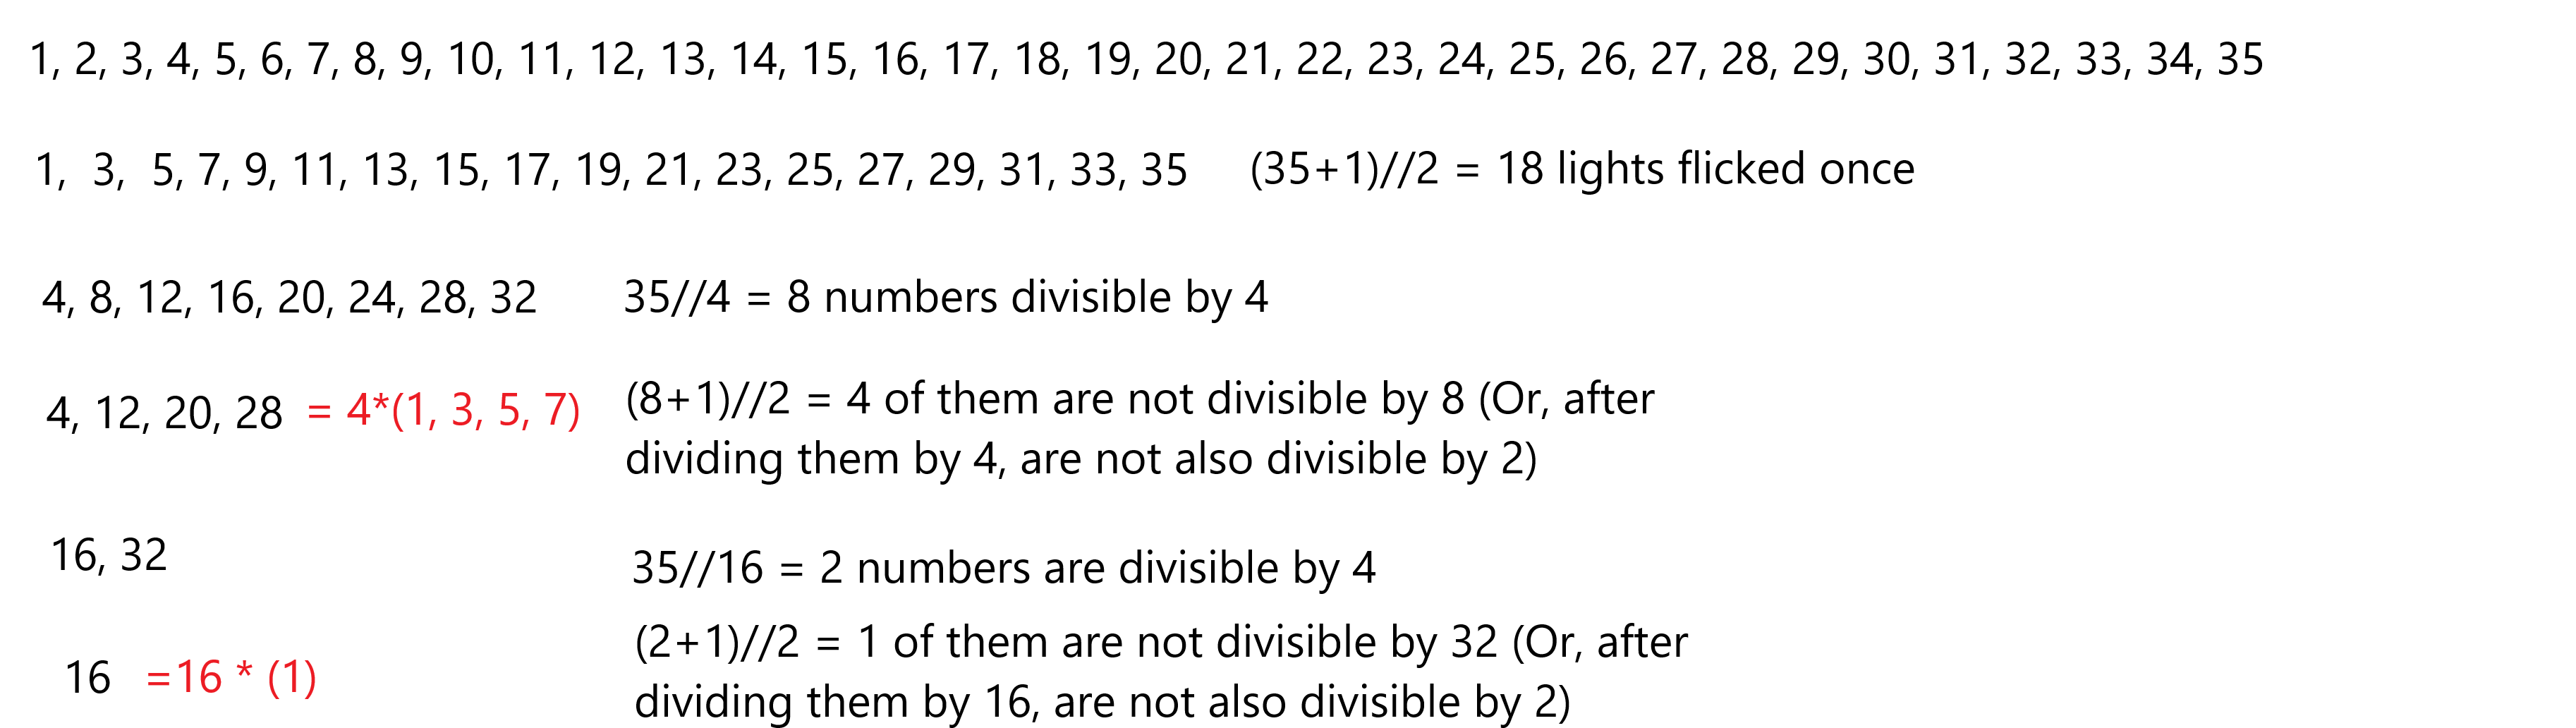 1, 2, 3, 4, 5, 6, 7, 8, 9, 10, 11, 12, 13, 14, 15, 16, 17, 18, 19, 20, 21, 22, 23, 24, 25, 26, 27, 28, 29, 30, 31, 32, 33, 34, 35
1, 3, 5, 7, 9, 11, 13, 15, 17, 19, 21, 23, 25, 27, 29, 31, 33, 35 (35+1)//2 = 18 lights flicked once
4, 8, 12, 16, 20, 24, 28, 32 35//4 = 8 numbers divisible by 4
4, 12, 20, 28 = 4*(1, 3, 5, 7)
(8+1)//2 = 4 of them are not divisible by 8 (Or, after
dividing them by 4, are not also divisible by 2)
16, 32
35//16 = 2 numbers are divisible by 4
16 =16 * (1)
(2+1)//2 = 1 of them are not divisible by 32 (Or, after
dividing them by 16, are not also divisible by 2)